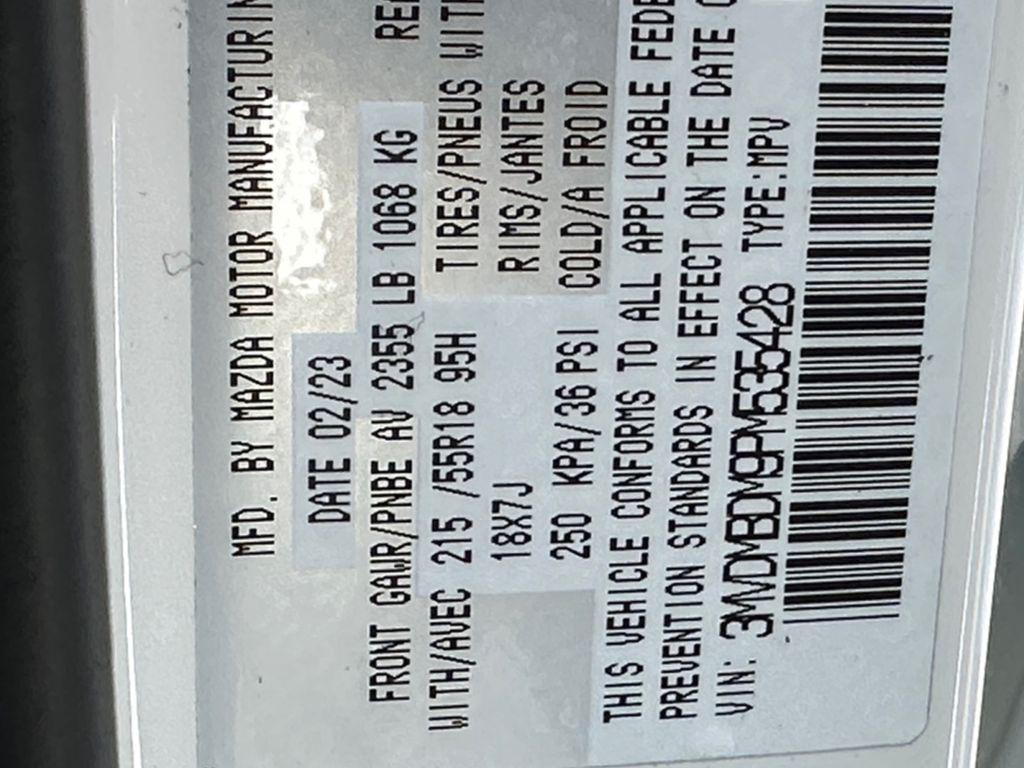 MFD. BY MAZDA MOTOR MANUFACTURIN
DATE 02/23
FRONT GAWR/PNBE AV 2355 LB 1068 KG
WITH/AVEC 215 /55R18 95H TIRES/PNEUS WIT
18X7J RIMS/JANTES
250 KPA/36 PSI COLD/A FROID
THIS VEHICLE CONFORMS TO ALL APPLICABLE FEDE
PREVENTION STANDARDS IN EFFECT ON THE DATE O
VIN: 3MVDMBDM9PM535428 TYPE:MPV